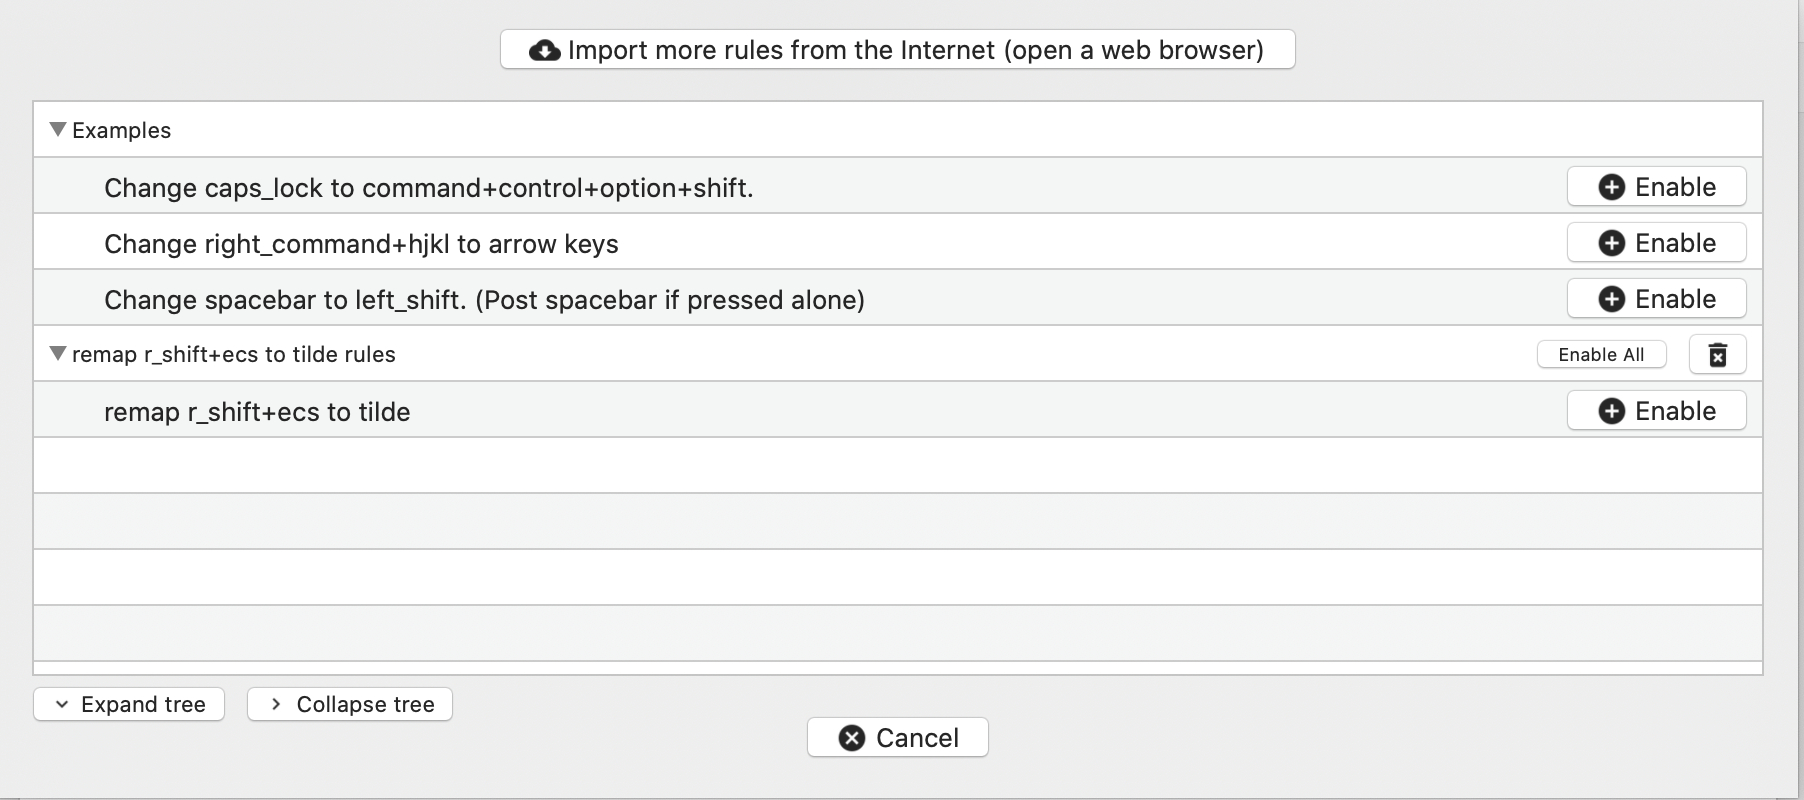 Import more rules from the Internet (open a web browser)
Examples
Change caps_lock to command+control+option+shift.
Enable
Change right_command+hjkl to arrow keys
Enable
Change spacebar to left_shift. (Post spacebar if pressed alone)
Enable
remap r_shift+ecs to tilde rules
Enable All
remap r_shift+ecs to tilde
Enable
Expand tree
Collapse tree
Cancel